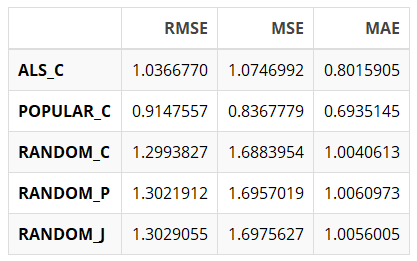 RMSE MSE MAE
ALS_C 1.0366770 1.0746992 0.8015905
POPULAR_C 0.9147557 0.8367779 0.6935145
RANDOM_C 1.2993827 1.6883954 1.0040613
RANDOM_P 1.3021912 1.6957019 1.0060973
RANDOM_J 1.3029055 1.6975627 1.0056005